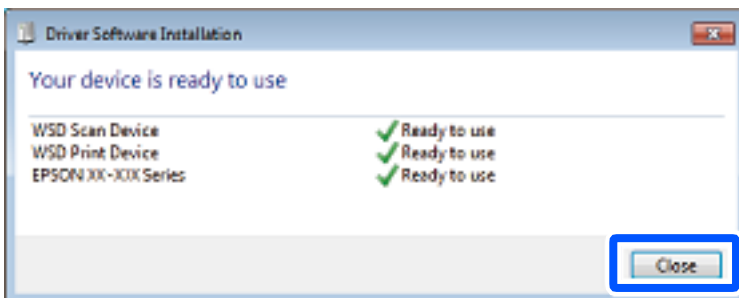 Driver Software Installation
Your device is ready to use
WSD Scan Device Ready to use
WSD Print Device Ready to use
EPSON XX-XXX Series Ready to use
Close